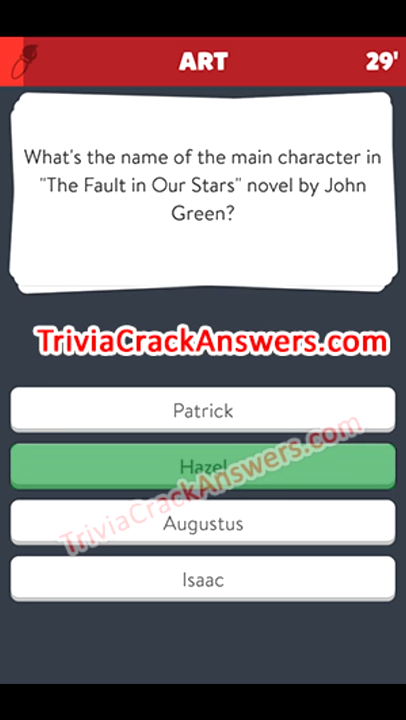 ART
29'
What's the name of the main character in
"The Fault in Our Stars" novel by John
Green?
TriviaCrackAnswers.com
Patrick
Hazel
Augustus
Isaac
TriviaCrackAnswers.com